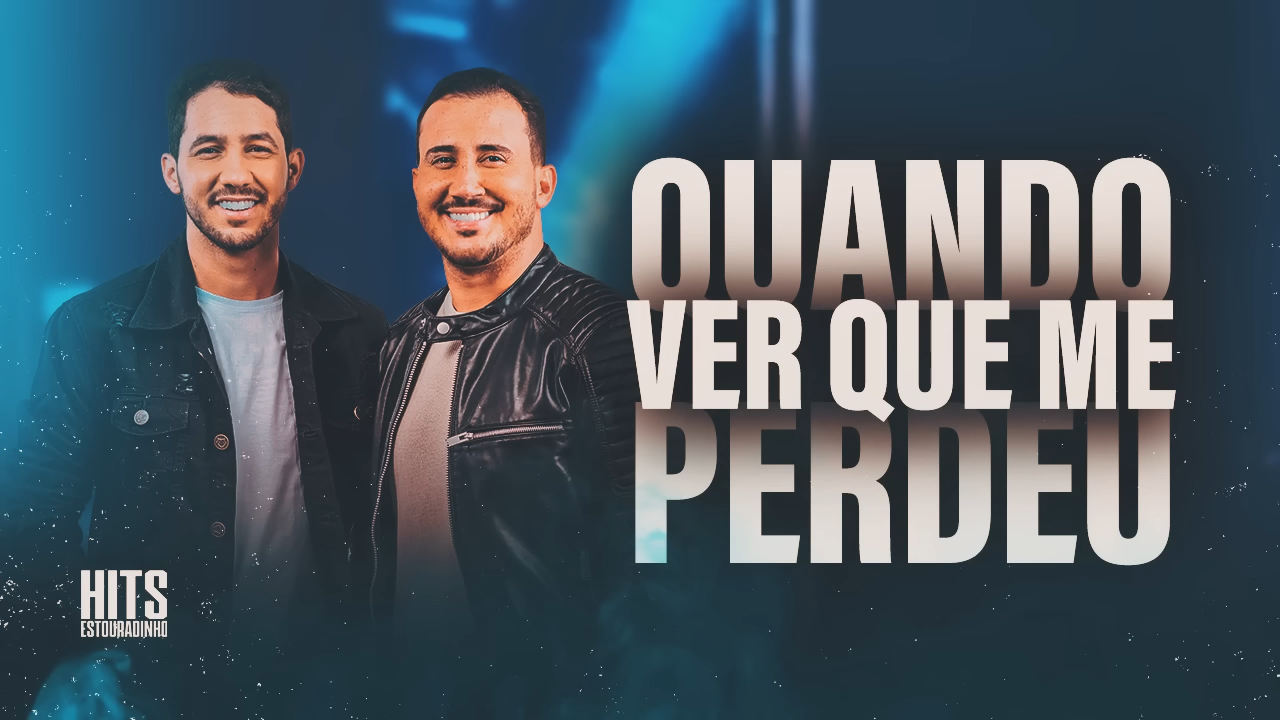 QUANDO
VER QUE ME
PERDEU
HITS
ESTOURADINHO